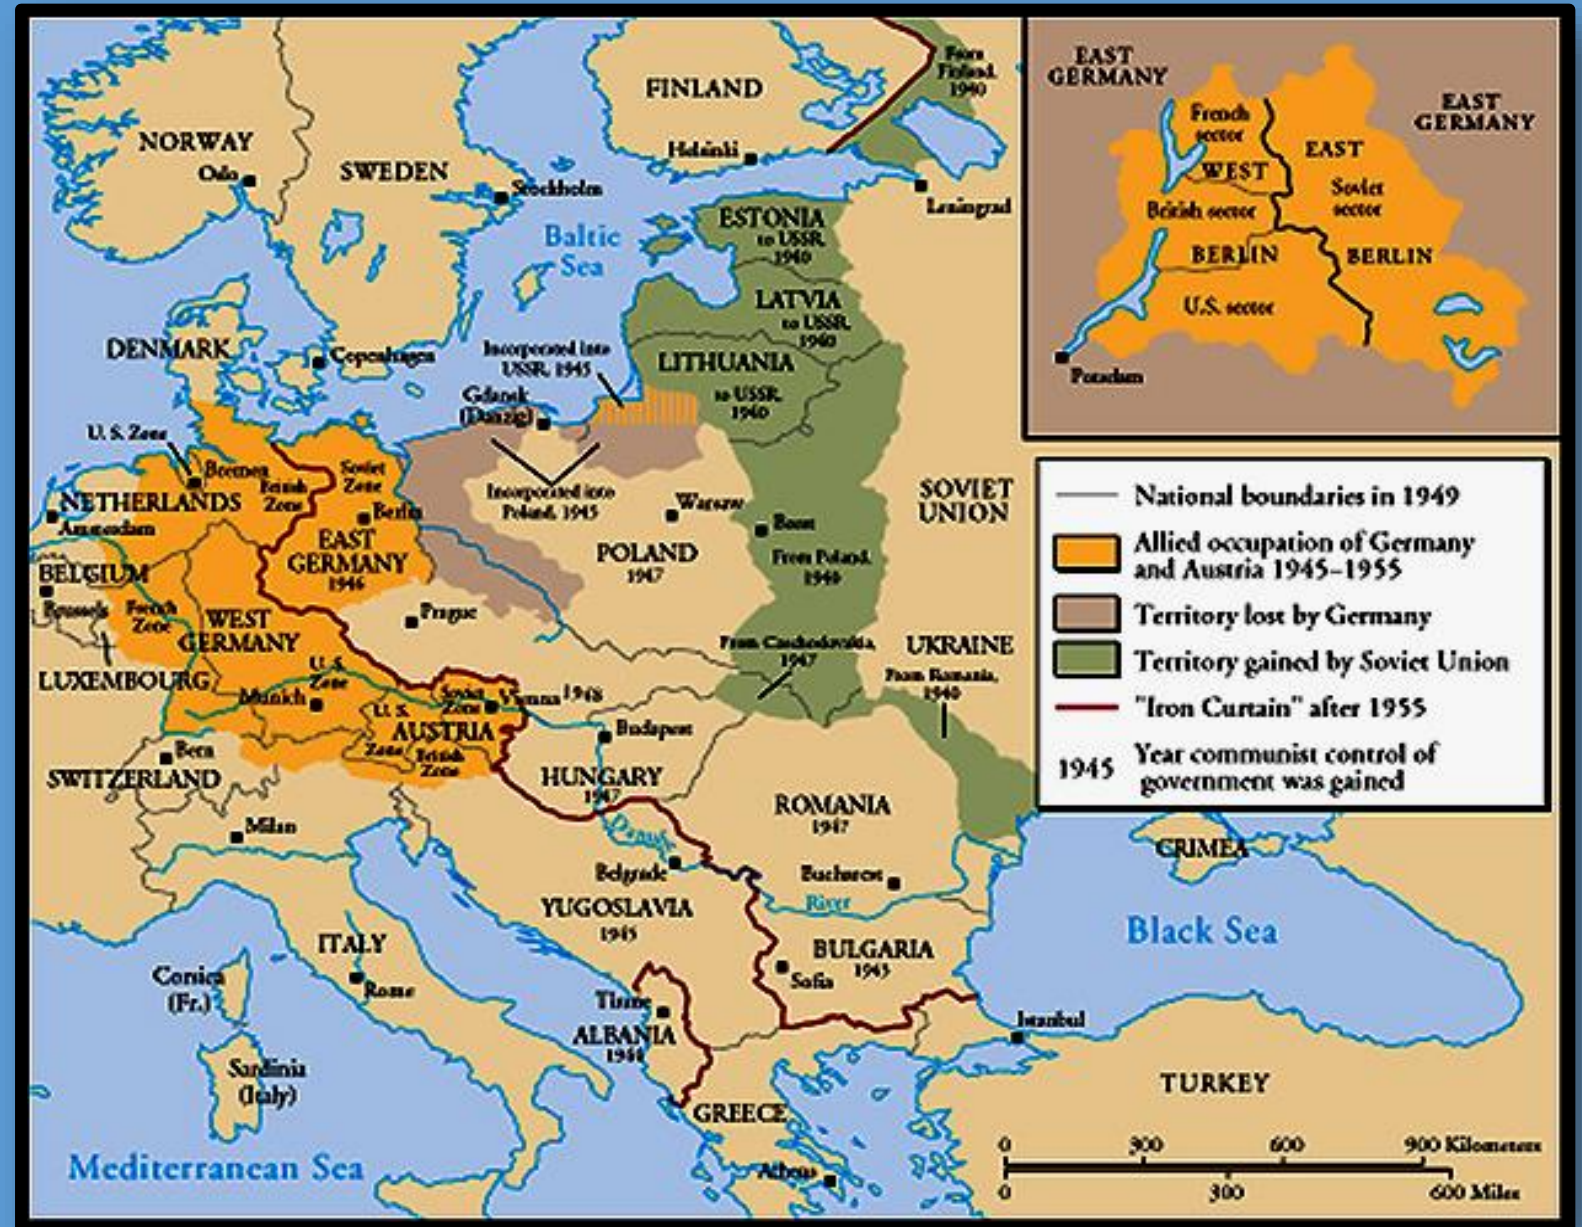 NORWAY
Oslo
SWEDEN
Stockholm
FINLAND
Helsinki
From
Finland,
1940
Leningrad
Baltic
Sea
ESTONIA
to USSR,
1940
LATVIA
to USSR,
1940
LITHUANIA
to USSR,
1940
DENMARK
Copenhagen
Incorporated into
USSR, 1945
Gdansk
(Danzig)
U. S. Zone
Bremen
British
Zone
Soviet
Zone
Berlin
NETHERLANDS
Amsterdam
EAST
GERMANY
1946
Incorporated into
Poland, 1945
Warsaw
POLAND
1947
Brest
From Poland,
1940
SOVIET
UNION
BELGIUM
Brussels
French
Zone
WEST
GERMANY
Prague
LUXEMBOURG
U. S.
Zone
Munich
Soviet
Zone
Vienna
1948
U. S.
Zone
AUSTRIA
British
Zone
From Czechoslovakia,
1947
UKRAINE
From Romania,
1940
Bern
SWITZERLAND
Budapest
HUNGARY
1947
ROMANIA
1947
Milan
Danube
Belgrade
Bucharest
River
CRIMEA
YUGOSLAVIA
1945
BULGARIA
Sofia
Black Sea
ITALY
Rome
Corsica
(Fr.)
Sardinia
(Italy)
ALBANIA
Istanbul
TURKEY
GREECE
Athens
Mediterranean Sea
0 300 600 900 Kilometers
0 300 600 Miles
EAST
GERMANY
EAST
GERMANY
French
sector
WEST
EAST
Soviet
sector
British sector
BERLIN
BERLIN
U.S. sector
Potsdam
National boundaries in 1949
Allied occupation of Germany
and Austria 1945–1955
Territory lost by Germany
Territory gained by Soviet Union
"Iron Curtain" after 1955
1945 Year communist control of
government was gained